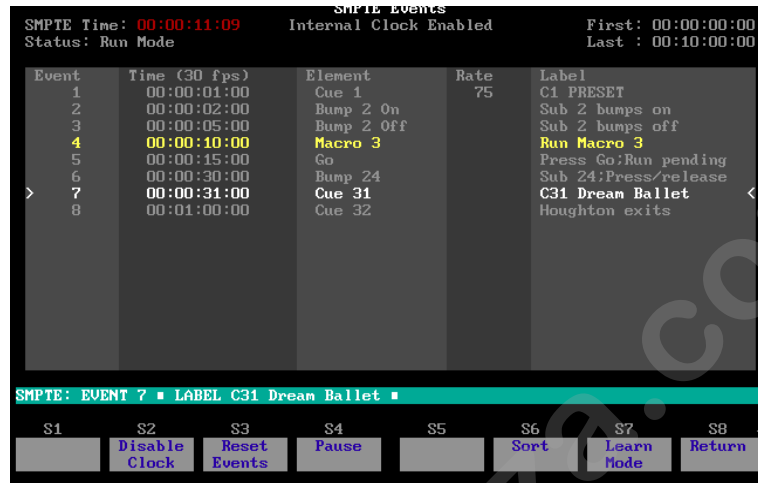 SMPTE Events
SMPTE Time: 00:00:11:09 Internal Clock Enabled First: 00:00:00:00
Status: Run Mode Last : 00:10:00:00
Event Time (30 fps) Element Rate Label
1 00:00:01:00 Cue 1 75 C1 PRESET
2 00:00:02:00 Bump 2 On Sub 2 bumps on
3 00:00:05:00 Bump 2 Off Sub 2 bumps off
4 00:00:10:00 Macro 3 Run Macro 3
5 00:00:15:00 Go Press Go;Run pending
6 00:00:30:00 Bump 24 Sub 24;Press/release
> 7 00:00:31:00 Cue 31 C31 Dream Ballet <
8 00:01:00:00 Cue 32 Houghton exits
SMPTE: EVENT 7 ▪ LABEL C31 Dream Ballet ▪
S1 S2 S3 S4 S5 S6 S7 S8
Disable Reset Pause Sort Learn Return
Clock Events Mode